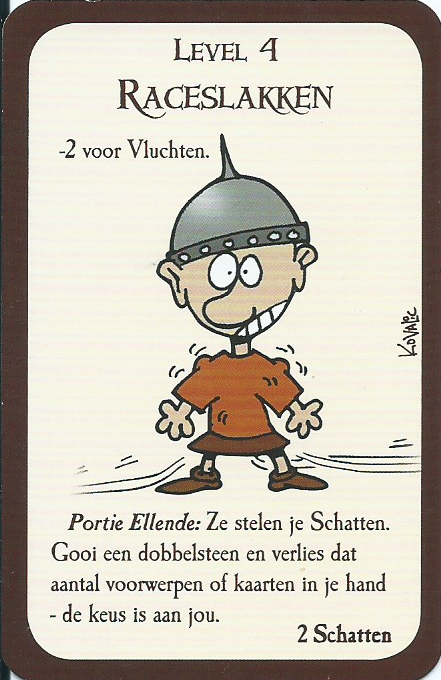 Level 4
Raceslakken
-2 voor Vluchten.
Kovalic
Portie Ellende: Ze stelen je Schatten.
Gooi een dobbelsteen en verlies dat
aantal voorwerpen of kaarten in je hand
- de keus is aan jou.
2 Schatten